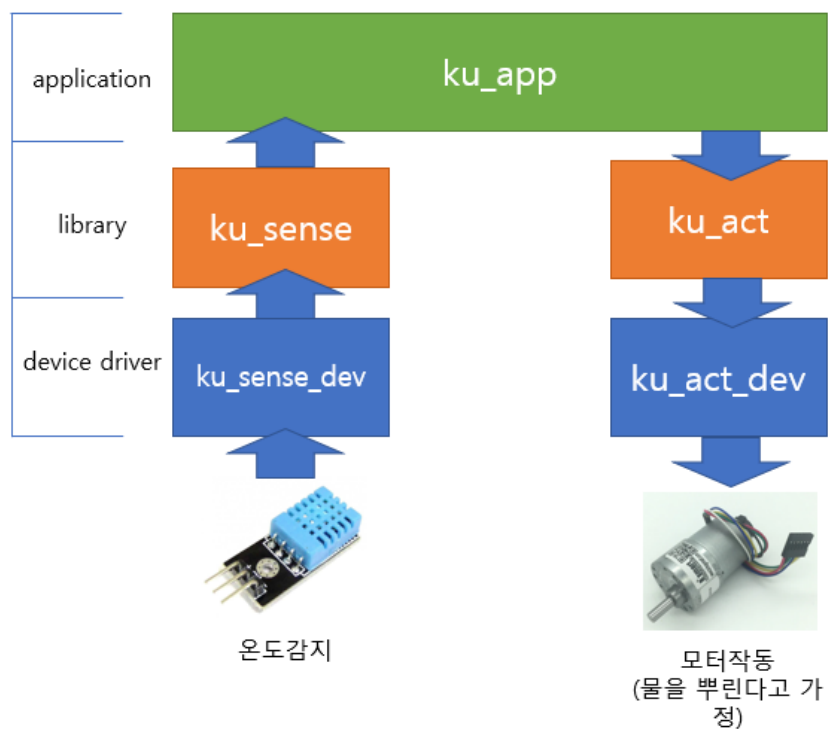 application
ku_app
library
ku_sense
ku_act
device driver
ku_sense_dev
ku_act_dev
온도감지
모터작동
(물을 뿌린다고 가
정)